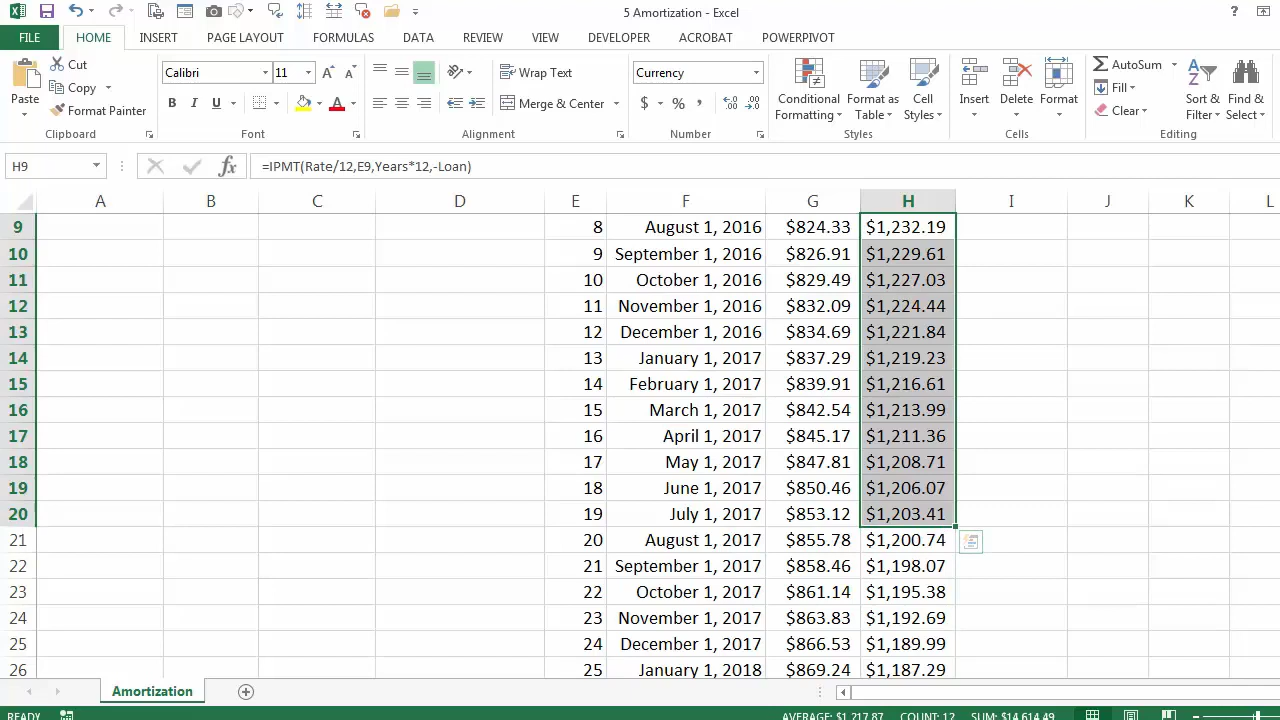 5 Amortization - Excel
?
FILE HOME INSERT PAGE LAYOUT FORMULAS DATA REVIEW VIEW DEVELOPER ACROBAT POWERPIVOT
Paste Cut Copy Format Painter
Clipboard
Calibri 11
B I U
Font
Wrap Text
Merge & Center
Alignment
Currency
$ % ,
Number
Conditional Formatting Format as Table Cell Styles
Styles
Insert Delete Format
Cells
AutoSum
Fill
Clear
Sort & Filter Find & Select
Editing
H9 fx =IPMT(Rate/12,E9,Years*12,-Loan)
A B C D E F G H I J K L
9 8 August 1, 2016 $824.33 $1,232.19
10 9 September 1, 2016 $826.91 $1,229.61
11 10 October 1, 2016 $829.49 $1,227.03
12 11 November 1, 2016 $832.09 $1,224.44
13 12 December 1, 2016 $834.69 $1,221.84
14 13 January 1, 2017 $837.29 $1,219.23
15 14 February 1, 2017 $839.91 $1,216.61
16 15 March 1, 2017 $842.54 $1,213.99
17 16 April 1, 2017 $845.17 $1,211.36
18 17 May 1, 2017 $847.81 $1,208.71
19 18 June 1, 2017 $850.46 $1,206.07
20 19 July 1, 2017 $853.12 $1,203.41
21 20 August 1, 2017 $855.78 $1,200.74
22 21 September 1, 2017 $858.46 $1,198.07
23 22 October 1, 2017 $861.14 $1,195.38
24 23 November 1, 2017 $863.83 $1,192.69
25 24 December 1, 2017 $866.53 $1,189.99
26 25 January 1, 2018 $869.24 $1,187.29
Amortization
READY AVERAGE: $1,217.87 COUNT: 12 SUM: $14,614.49